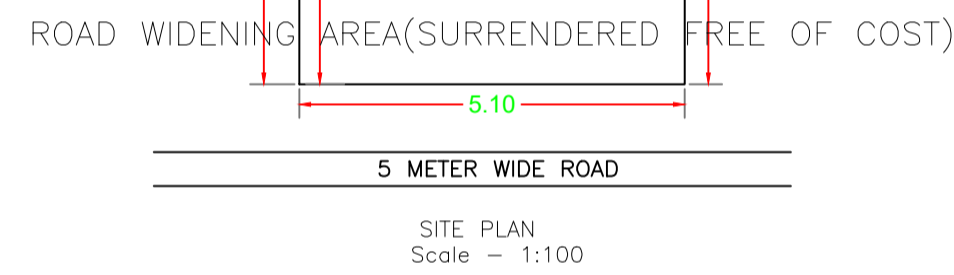 ROAD WIDENING AREA(SURRENDERED FREE OF COST)
5.10
5 METER WIDE ROAD
SITE PLAN
Scale - 1:100